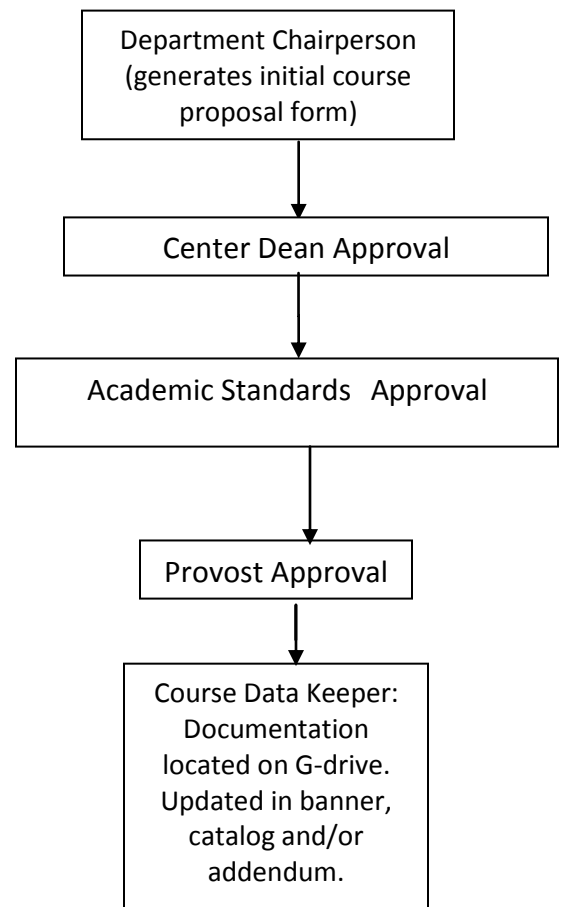 Department Chairperson
(generates initial course
proposal form)
Center Dean Approval
Academic Standards Approval
Provost Approval
Course Data Keeper:
Documentation
located on G-drive.
Updated in banner,
catalog and/or
addendum.